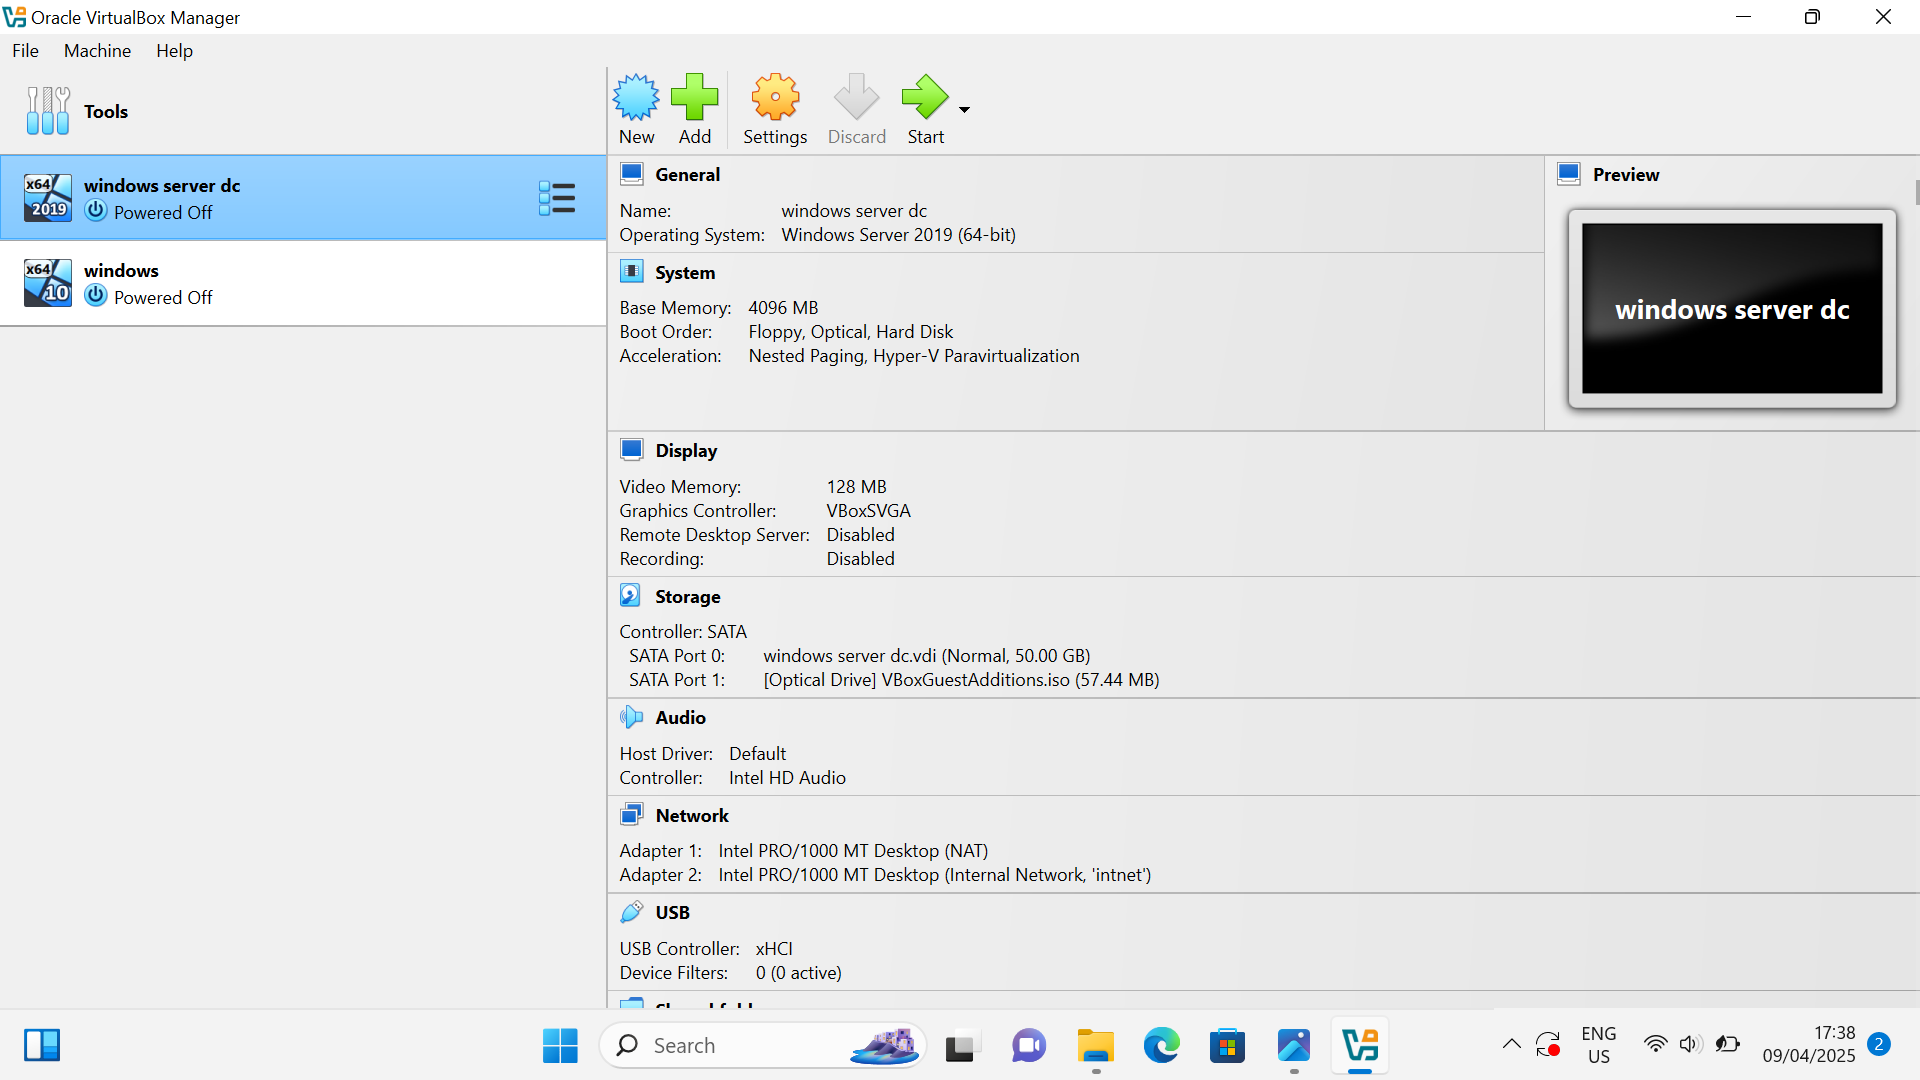 Oracle VirtualBox Manager
File Machine Help
Tools
New Add Settings Discard Start
x64 2019 windows server dc
Powered Off
x64 10 windows
Powered Off
General
Name: windows server dc
Operating System: Windows Server 2019 (64-bit)
Preview
windows server dc
System
Base Memory: 4096 MB
Boot Order: Floppy, Optical, Hard Disk
Acceleration: Nested Paging, Hyper-V Paravirtualization
Display
Video Memory: 128 MB
Graphics Controller: VBoxSVGA
Remote Desktop Server: Disabled
Recording: Disabled
Storage
Controller: SATA
SATA Port 0: windows server dc.vdi (Normal, 50.00 GB)
SATA Port 1: [Optical Drive] VBoxGuestAdditions.iso (57.44 MB)
Audio
Host Driver: Default
Controller: Intel HD Audio
Network
Adapter 1: Intel PRO/1000 MT Desktop (NAT)
Adapter 2: Intel PRO/1000 MT Desktop (Internal Network, 'intnet')
USB
USB Controller: xHCI
Device Filters: 0 (0 active)
Search
ENG
US
17:38
09/04/2025
2